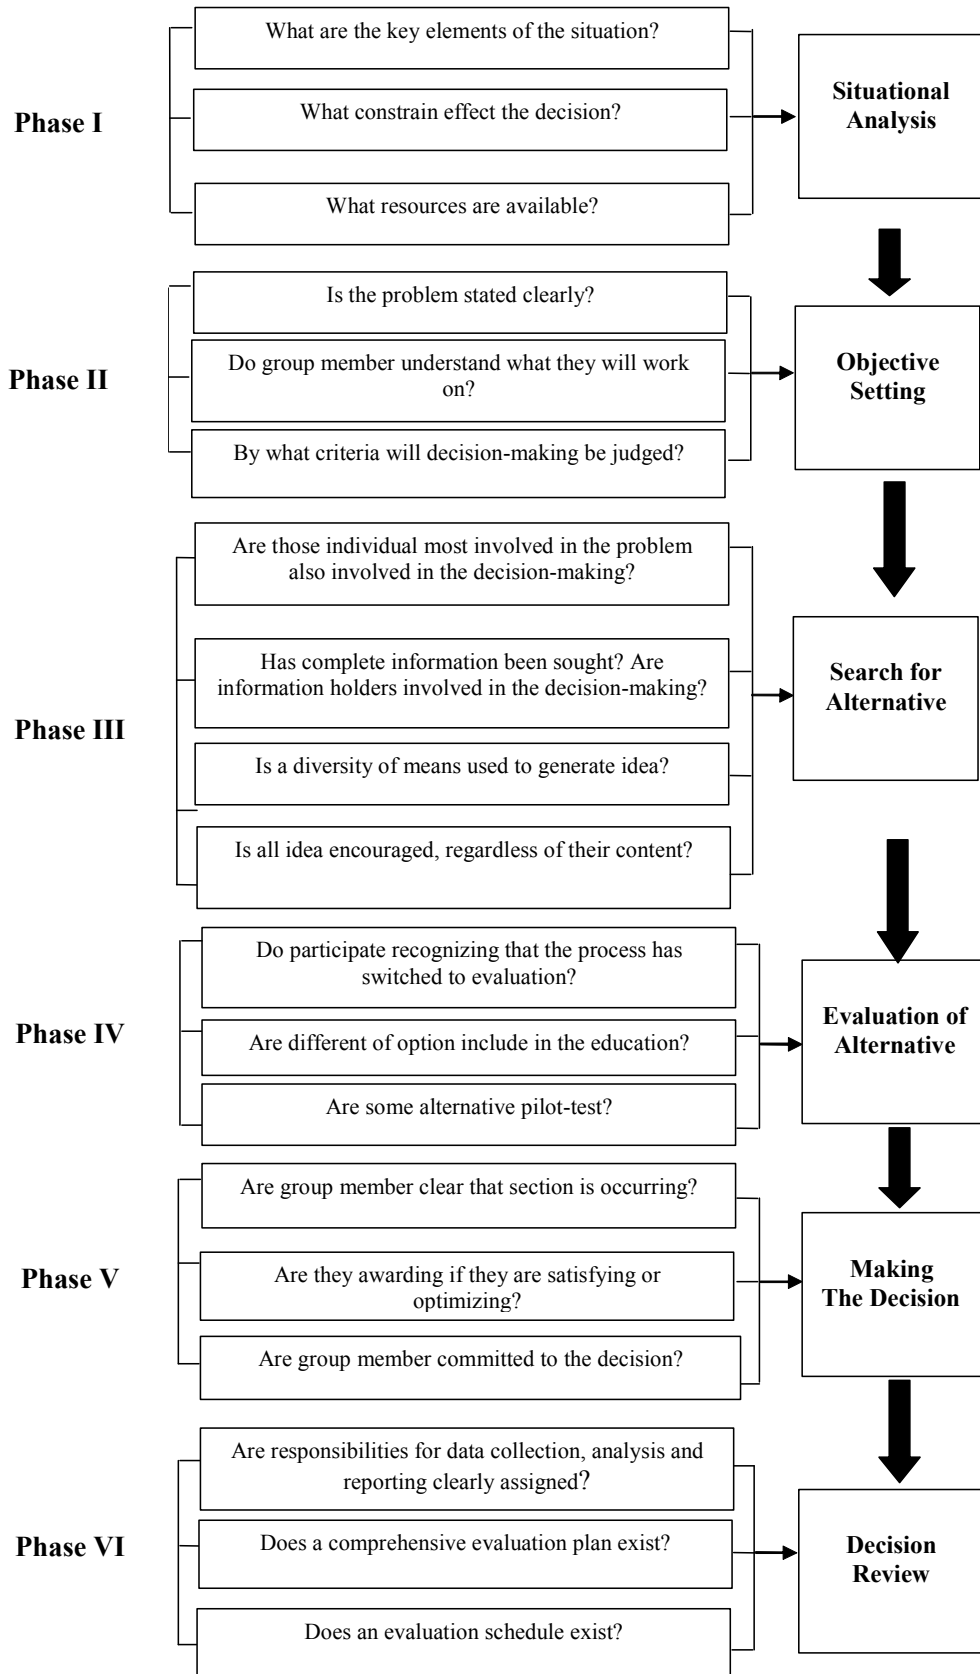 Phase I
What are the key elements of the situation?
What constrain effect the decision?
What resources are available?
Situational
Analysis
Phase II
Is the problem stated clearly?
Do group member understand what they will work
on?
By what criteria will decision-making be judged?
Objective
Setting
Phase III
Are those individual most involved in the problem
also involved in the decision-making?
Has complete information been sought? Are
information holders involved in the decision-making?
Is a diversity of means used to generate idea?
Is all idea encouraged, regardless of their content?
Search for
Alternative
Phase IV
Do participate recognizing that the process has
switched to evaluation?
Are different of option include in the education?
Are some alternative pilot-test?
Evaluation of
Alternative
Phase V
Are group member clear that section is occurring?
Are they awarding if they are satisfying or
optimizing?
Are group member committed to the decision?
Making
The Decision
Phase VI
Are responsibilities for data collection, analysis and
reporting clearly assigned?
Does a comprehensive evaluation plan exist?
Does an evaluation schedule exist?
Decision
Review